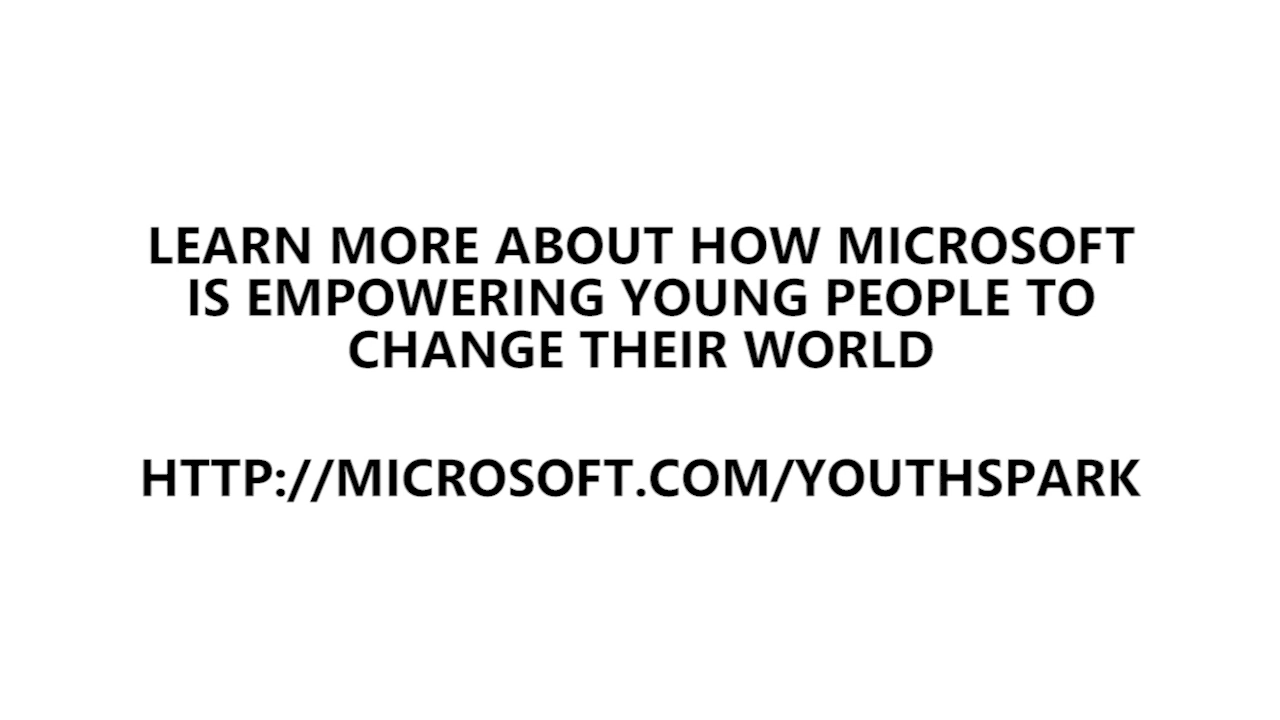 LEARN MORE ABOUT HOW MICROSOFT
IS EMPOWERING YOUNG PEOPLE TO
CHANGE THEIR WORLD
HTTP://MICROSOFT.COM/YOUTHSPARK